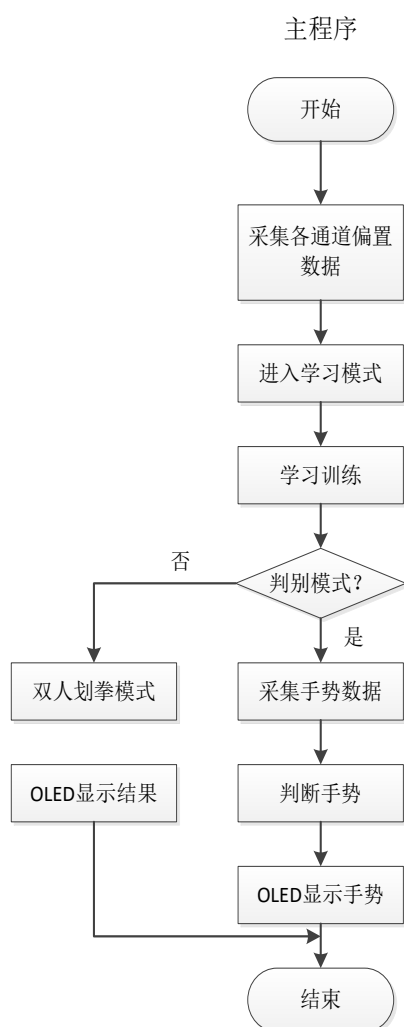 主程序
开始
采集各通道偏置
数据
进入学习模式
学习训练
判别模式？
否
是
双人划拳模式
采集手势数据
OLED显示结果
判断手势
OLED显示手势
结束